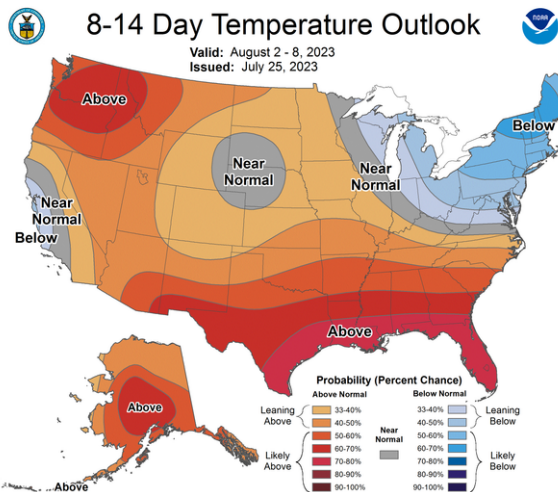 8-14 Day Temperature Outlook
NOAA
Valid: August 2 - 8, 2023
Issued: July 25, 2023
Above
Below
Near
Normal
Near
Normal
Near
Normal
Below
Above
Above
Above
Probability (Percent Chance)
Above Normal
Below Normal
Leaning
Above
33-40%
40-50%
Likely
Above
50-60%
60-70%
70-80%
80-90%
90-100%
Near
Normal
33-40%
40-50%
Leaning
Below
50-60%
60-70%
70-80%
80-90%
90-100%
Likely
Below